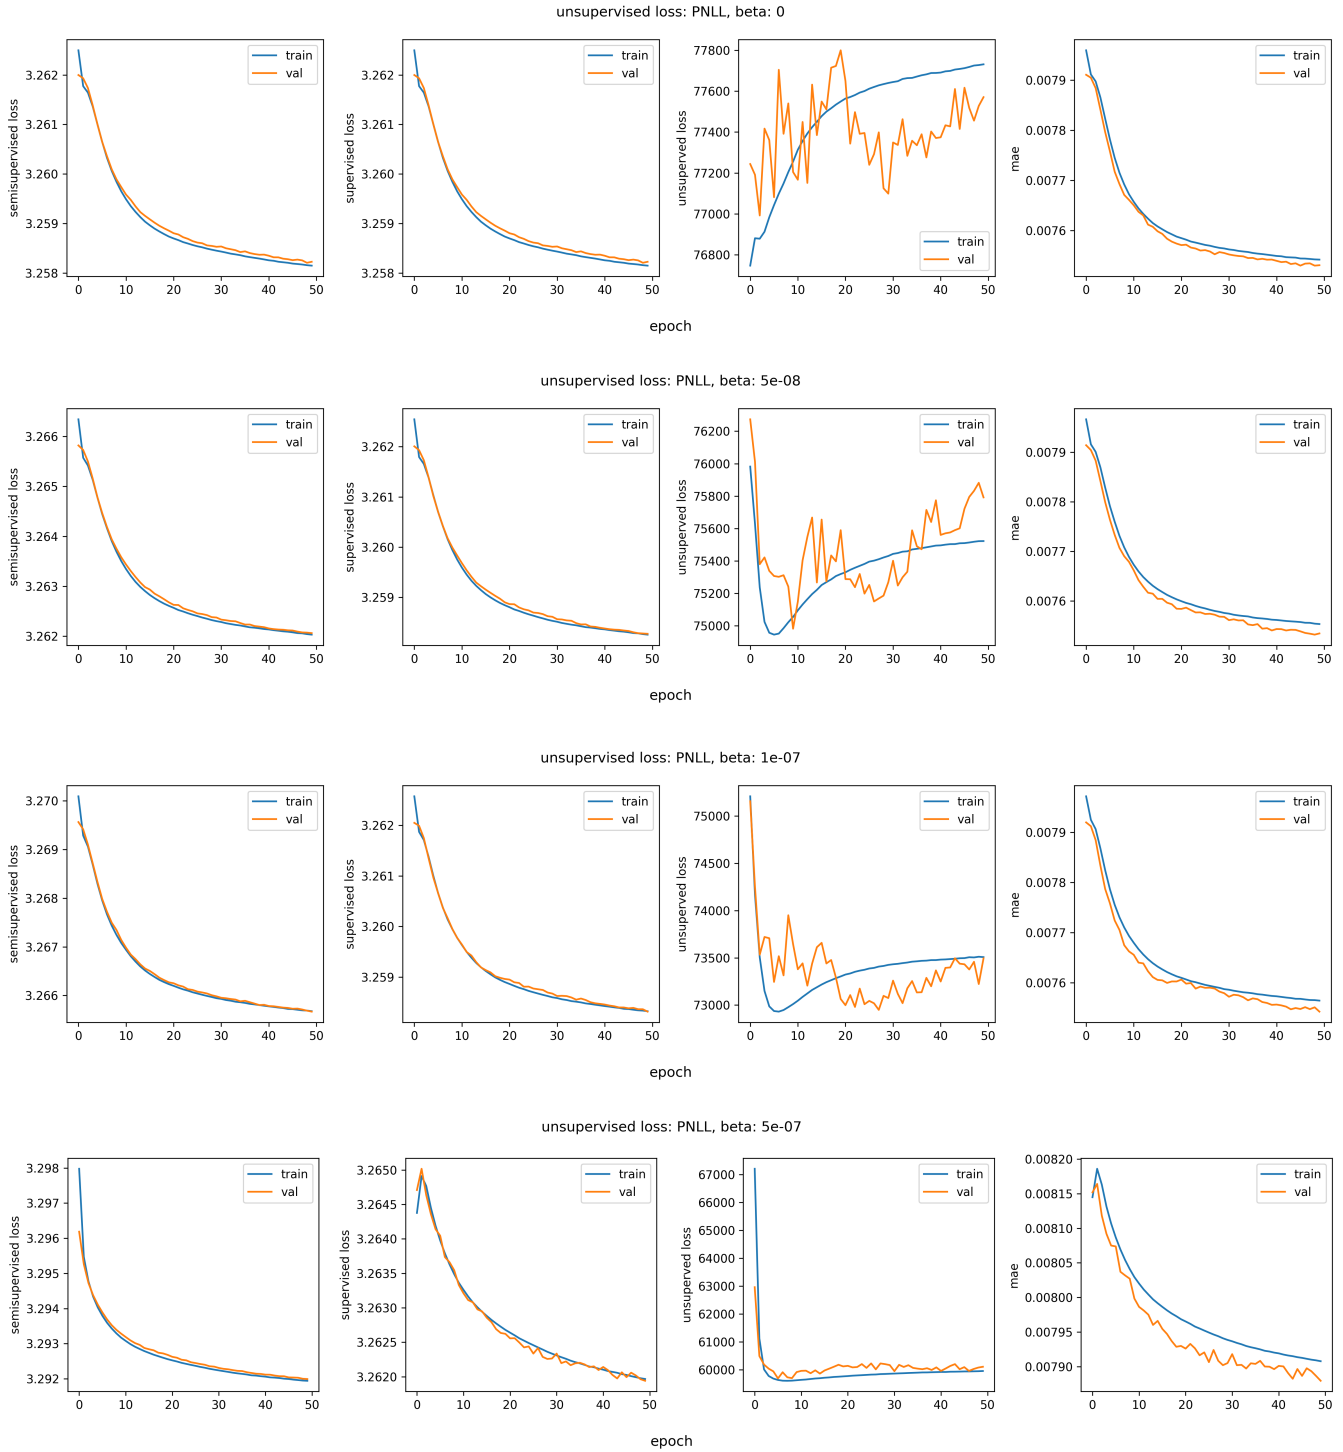 unsupervised loss: PNLL, beta: 0
semisupervised loss
3.262
3.261
3.260
3.259
3.258
0 10 20 30 40 50
train
val
supervised loss
3.262
3.261
3.260
3.259
3.258
0 10 20 30 40 50
train
val
unsuperved loss
77800
77600
77400
77200
77000
76800
0 10 20 30 40 50
train
val
mae
0.0079
0.0078
0.0077
0.0076
0 10 20 30 40 50
train
val
epoch
unsupervised loss: PNLL, beta: 5e-08
semisupervised loss
3.266
3.265
3.264
3.263
3.262
0 10 20 30 40 50
train
val
supervised loss
3.262
3.261
3.260
3.259
0 10 20 30 40 50
train
val
unsuperved loss
76200
76000
75800
75600
75400
75200
75000
0 10 20 30 40 50
train
val
mae
0.0079
0.0078
0.0077
0.0076
0 10 20 30 40 50
train
val
epoch
unsupervised loss: PNLL, beta: 1e-07
semisupervised loss
3.270
3.269
3.268
3.267
3.266
0 10 20 30 40 50
train
val
supervised loss
3.262
3.261
3.260
3.259
0 10 20 30 40 50
train
val
unsuperved loss
75000
74500
74000
73500
73000
0 10 20 30 40 50
train
val
mae
0.0079
0.0078
0.0077
0.0076
0 10 20 30 40 50
train
val
epoch
unsupervised loss: PNLL, beta: 5e-07
semisupervised loss
3.298
3.297
3.296
3.295
3.294
3.293
3.292
0 10 20 30 40 50
train
val
supervised loss
3.2650
3.2645
3.2640
3.2635
3.2630
3.2625
3.2620
0 10 20 30 40 50
train
val
unsuperved loss
67000
66000
65000
64000
63000
62000
61000
60000
0 10 20 30 40 50
train
val
mae
0.00820
0.00815
0.00810
0.00805
0.00800
0.00795
0.00790
0 10 20 30 40 50
train
val
epoch